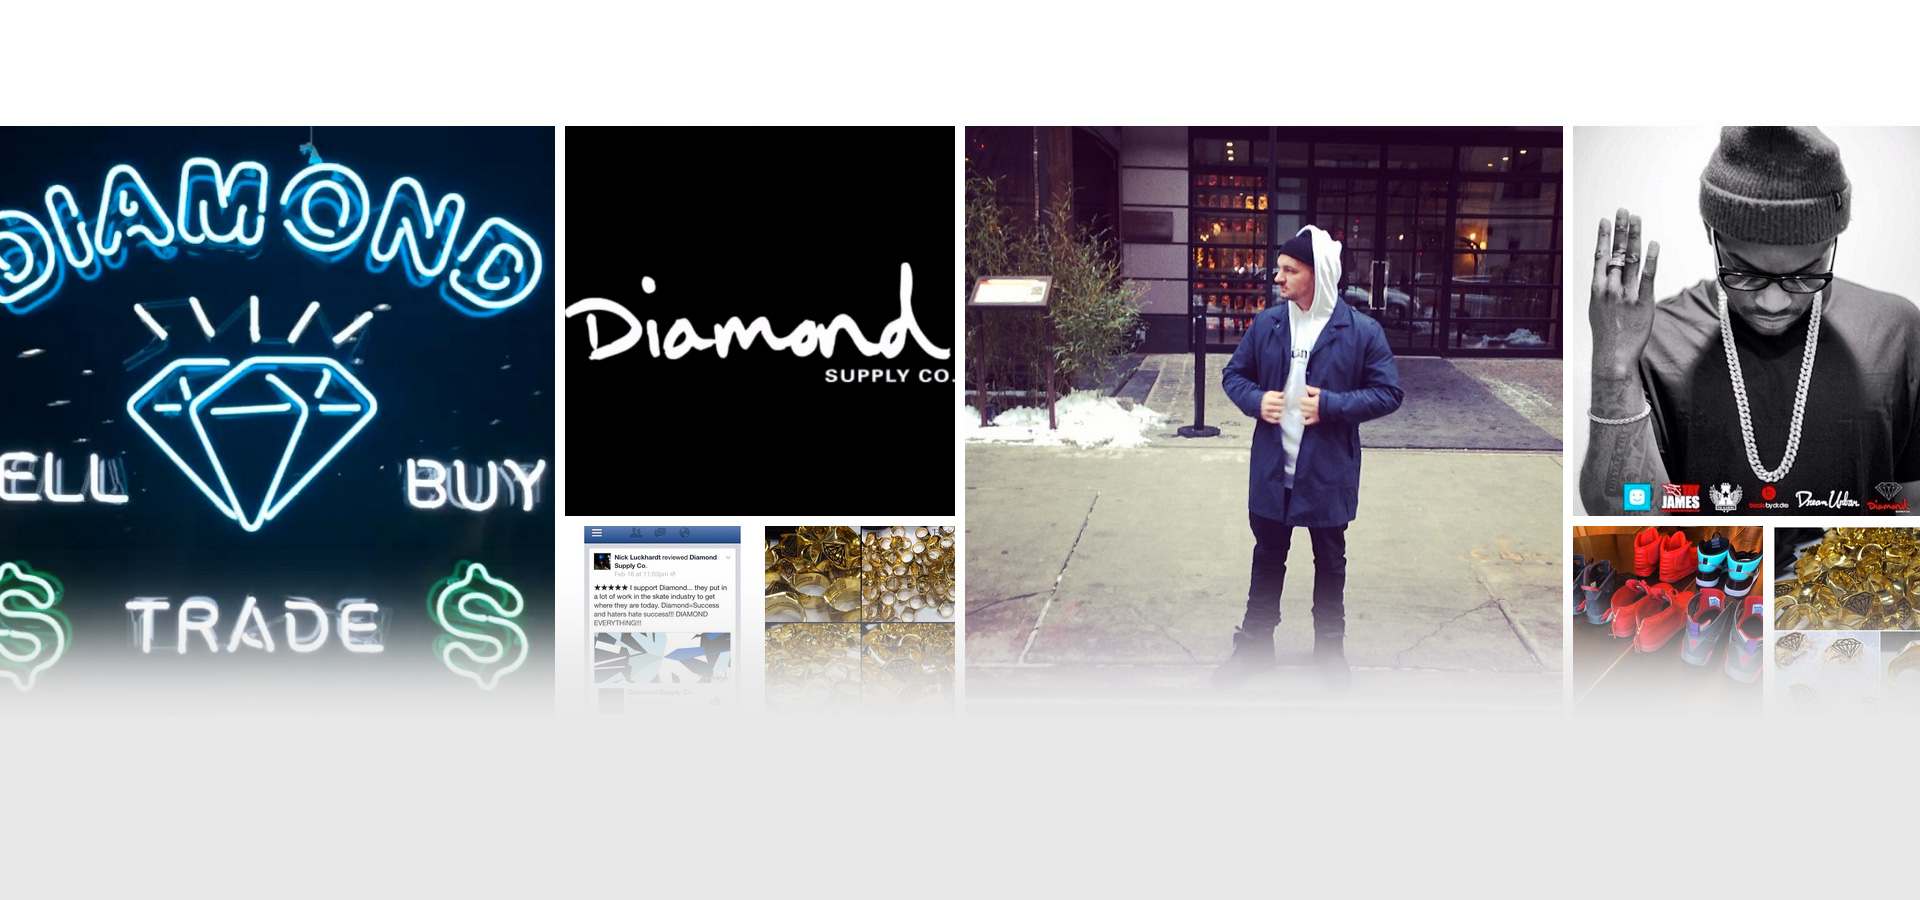 DIAMOND
ELL
BUY
TRADE
Diamond
SUPPLY CO.
Nick Luckhardt reviewed Diamond
Supply Co.
Feb 16 at 11:03pm
★★★★★ I support Diamond... they put in
a lot of work in the skate industry to get
where they are today. Diamond=Success
and haters hate success!!! DIAMOND
EVERYTHING!!!
Diamond Supply Co.
JAMES
beatsbydr.dre
Dream Urban
Diamond